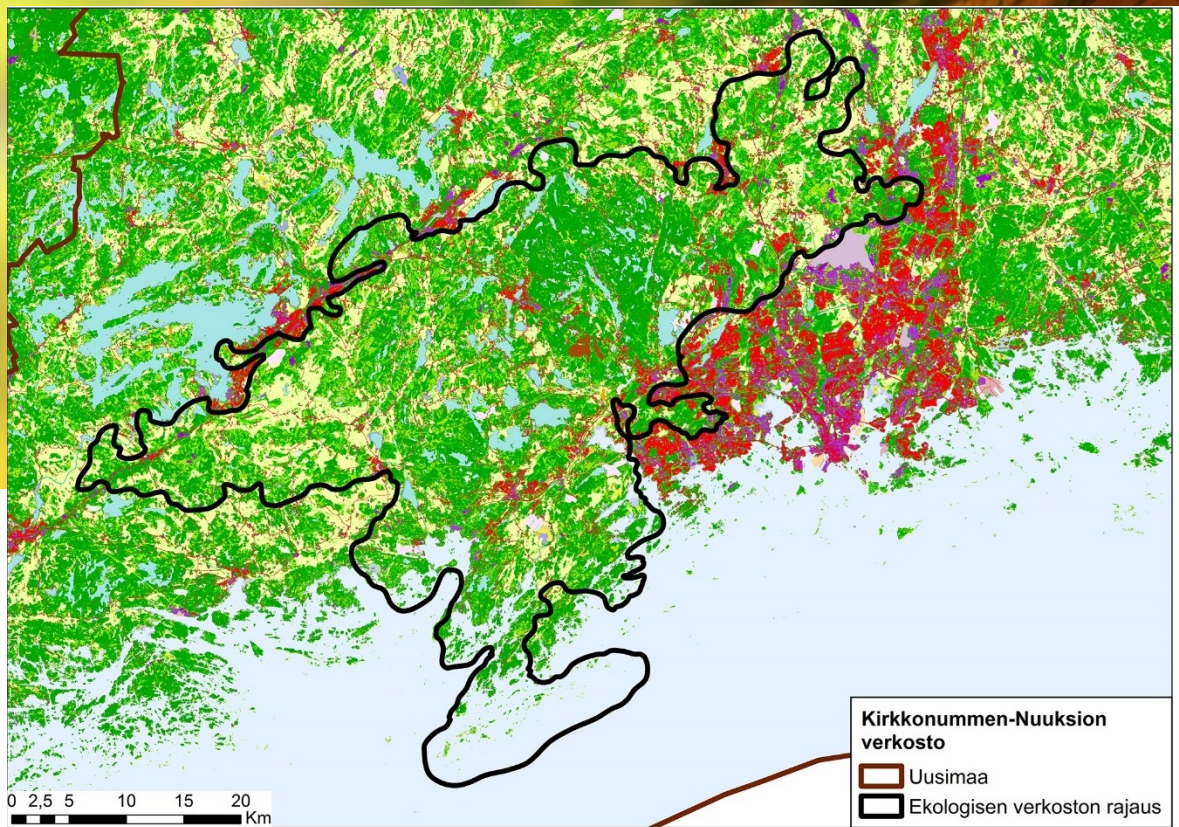 Kirkkonummen-Nuuksion
verkosto
Uusimaa
Ekologisen verkoston rajaus
0 2,5 5 10 15 20
Km